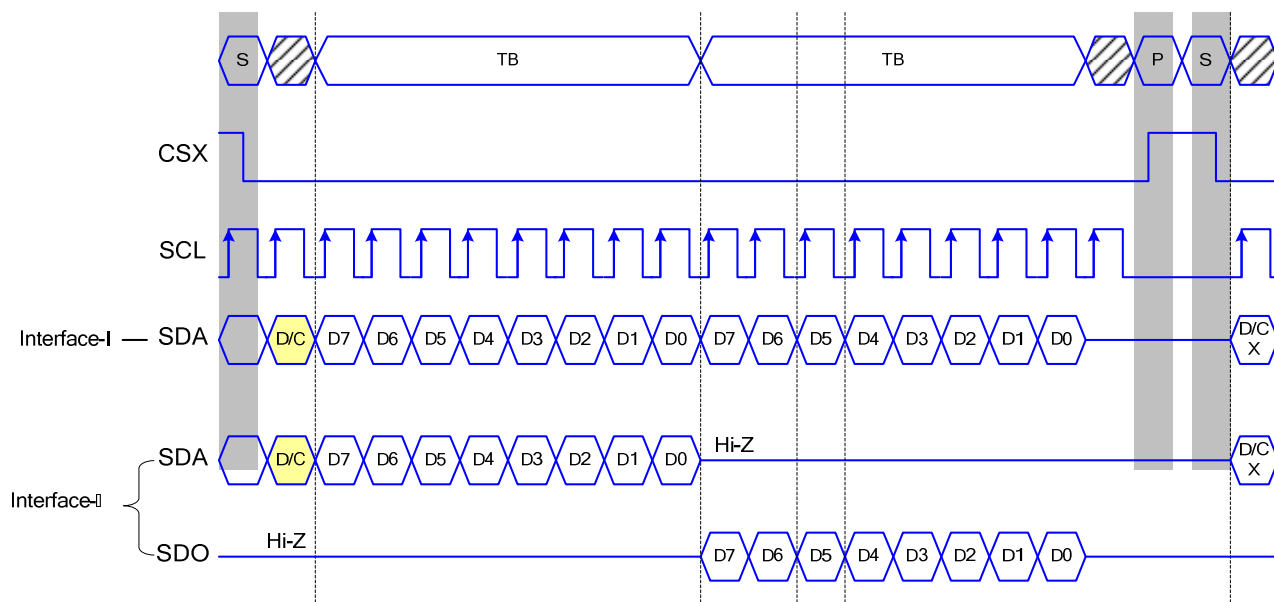 S TB TB P S
CSX
SCL
Interface-I SDA D/C D7 D6 D5 D4 D3 D2 D1 D0 D7 D6 D5 D4 D3 D2 D1 D0 D/C X
SDA D/C D7 D6 D5 D4 D3 D2 D1 D0 Hi-Z D/C X
Interface-▯
SDO Hi-Z D7 D6 D5 D4 D3 D2 D1 D0